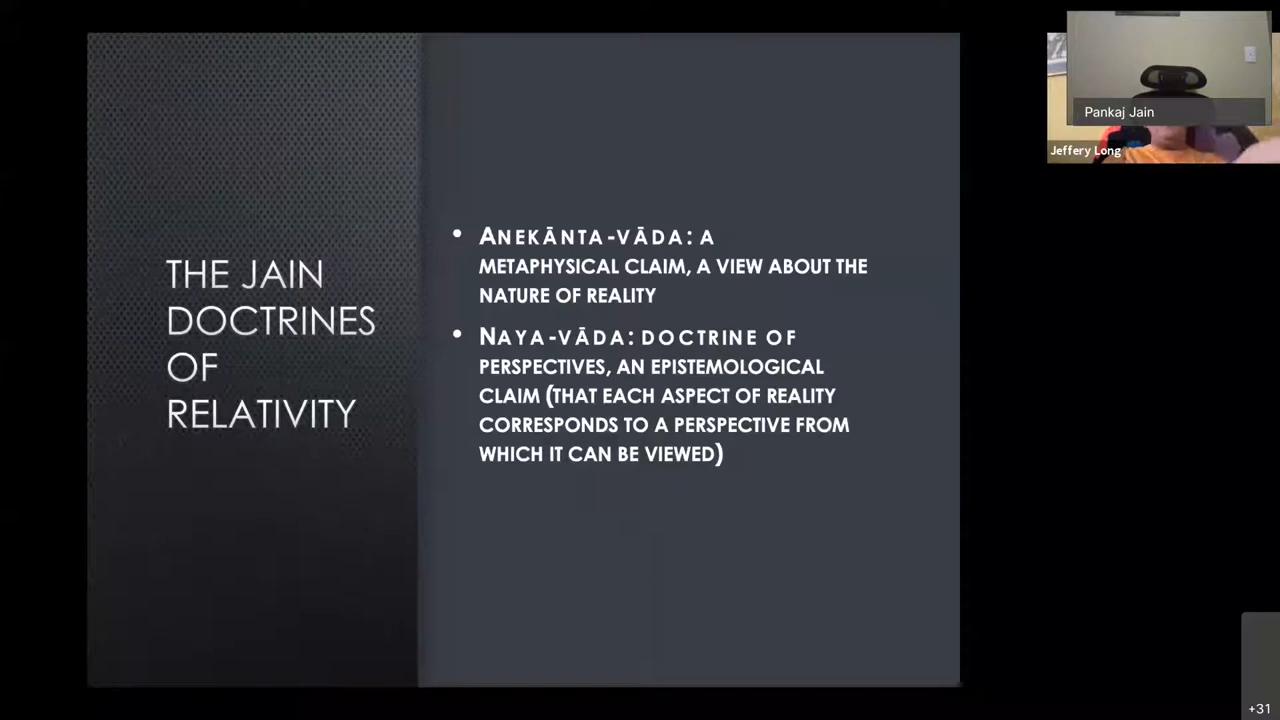 THE JAIN
DOCTRINES
OF
RELATIVITY
• ANEKĀNTA-VĀDA: A
METAPHYSICAL CLAIM, A VIEW ABOUT THE
NATURE OF REALITY
• NAYA-VĀDA: DOCTRINE OF
PERSPECTIVES, AN EPISTEMOLOGICAL
CLAIM (THAT EACH ASPECT OF REALITY
CORRESPONDS TO A PERSPECTIVE FROM
WHICH IT CAN BE VIEWED)
Pankaj Jain
Jeffery Long
+31